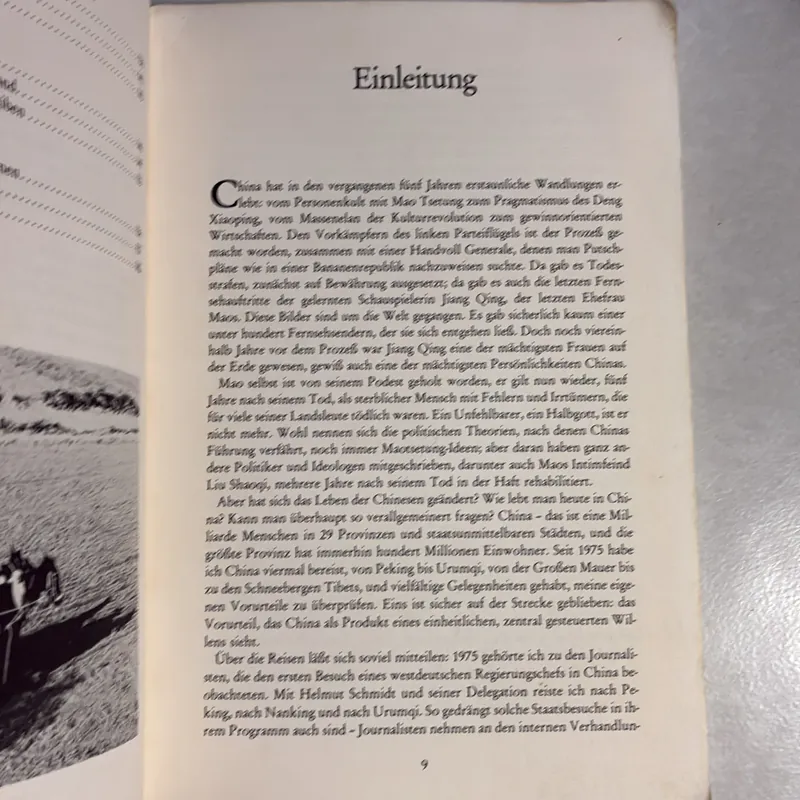 Einleitung
China hat in den vergangenen fünf Jahren erstaunliche Wandlungen er-
lebt: vom Personenkult mit Mao Tsetung zum Pragmatismus des Deng
Xiaoping, vom Massenelan der Kulturrevolution zum gewinnorientierten
Wirtschaften. Den Vorkämpfern des linken Parteiflügels ist der Prozeß ge-
macht worden, zusammen mit einer Handvoll Generale, denen man Putsch-
pläne wie in einer Bananenrepublik nachzuweisen suchte. Da gab es Todes-
strafen, zunächst auf Bewährung ausgesetzt; da gab es auch die letzten Fern-
sehauftritte der gelernten Schauspielerin Jiang Qing, der letzten Ehefrau
Maos. Diese Bilder sind um die Welt gegangen. Es gab sicherlich kaum einer
unter hundert Fernsehsendern, der sie sich entgehen ließ. Doch noch vierein-
halb Jahre vor dem Prozeß war Jiang Qing eine der mächtigsten Frauen auf
der Erde gewesen, gewiß auch eine der mächtigsten Persönlichkeiten Chinas.
Mao selbst ist von seinem Podest geholt worden, er gilt nun wieder, fünf
Jahre nach seinem Tod, als sterblicher Mensch mit Fehlern und Irrtümern, die
für viele seiner Landsleute tödlich waren. Ein Unfehlbarer, ein Halbgott, ist er
nicht mehr. Wohl nennen sich die politischen Theorien, nach denen Chinas
Führung verfährt, noch immer Maotsetung-Ideen; aber daran haben ganz an-
dere Politiker und Ideologen mitgeschrieben, darunter auch Maos Intimfeind
Liu Shaoqi, mehrere Jahre nach seinem Tod in der Haft rehabilitiert.
Aber hat sich das Leben der Chinesen geändert? Wie lebt man heute in Chi-
na? Kann man überhaupt so verallgemeinert fragen? China – das ist eine Mil-
liarde Menschen in 29 Provinzen und staatsunmittelbaren Städten, und die
größte Provinz hat immerhin hundert Millionen Einwohner. Seit 1975 habe
ich China viermal bereist, von Peking bis Urumqi, von der Großen Mauer bis
zu den Schneebergen Tibets, und vielfältige Gelegenheiten gehabt, meine eige-
nen Vorurteile zu überprüfen. Eins ist sicher auf der Strecke geblieben: das
Vorurteil, das China als Produkt eines einheitlichen, zentral gesteuerten Wil-
lens sieht.
Über die Reisen läßt sich soviel mitteilen: 1975 gehörte ich zu den Journali-
sten, die den ersten Besuch eines westdeutschen Regierungschefs in China be-
obachteten. Mit Helmut Schmidt und seiner Delegation reiste ich nach Pe-
king, nach Nanking und nach Urumqi. So gedrängt solche Staatsbesuche in ih-
rem Programm auch sind – Journalisten nehmen an den internen Verhandlun-
9